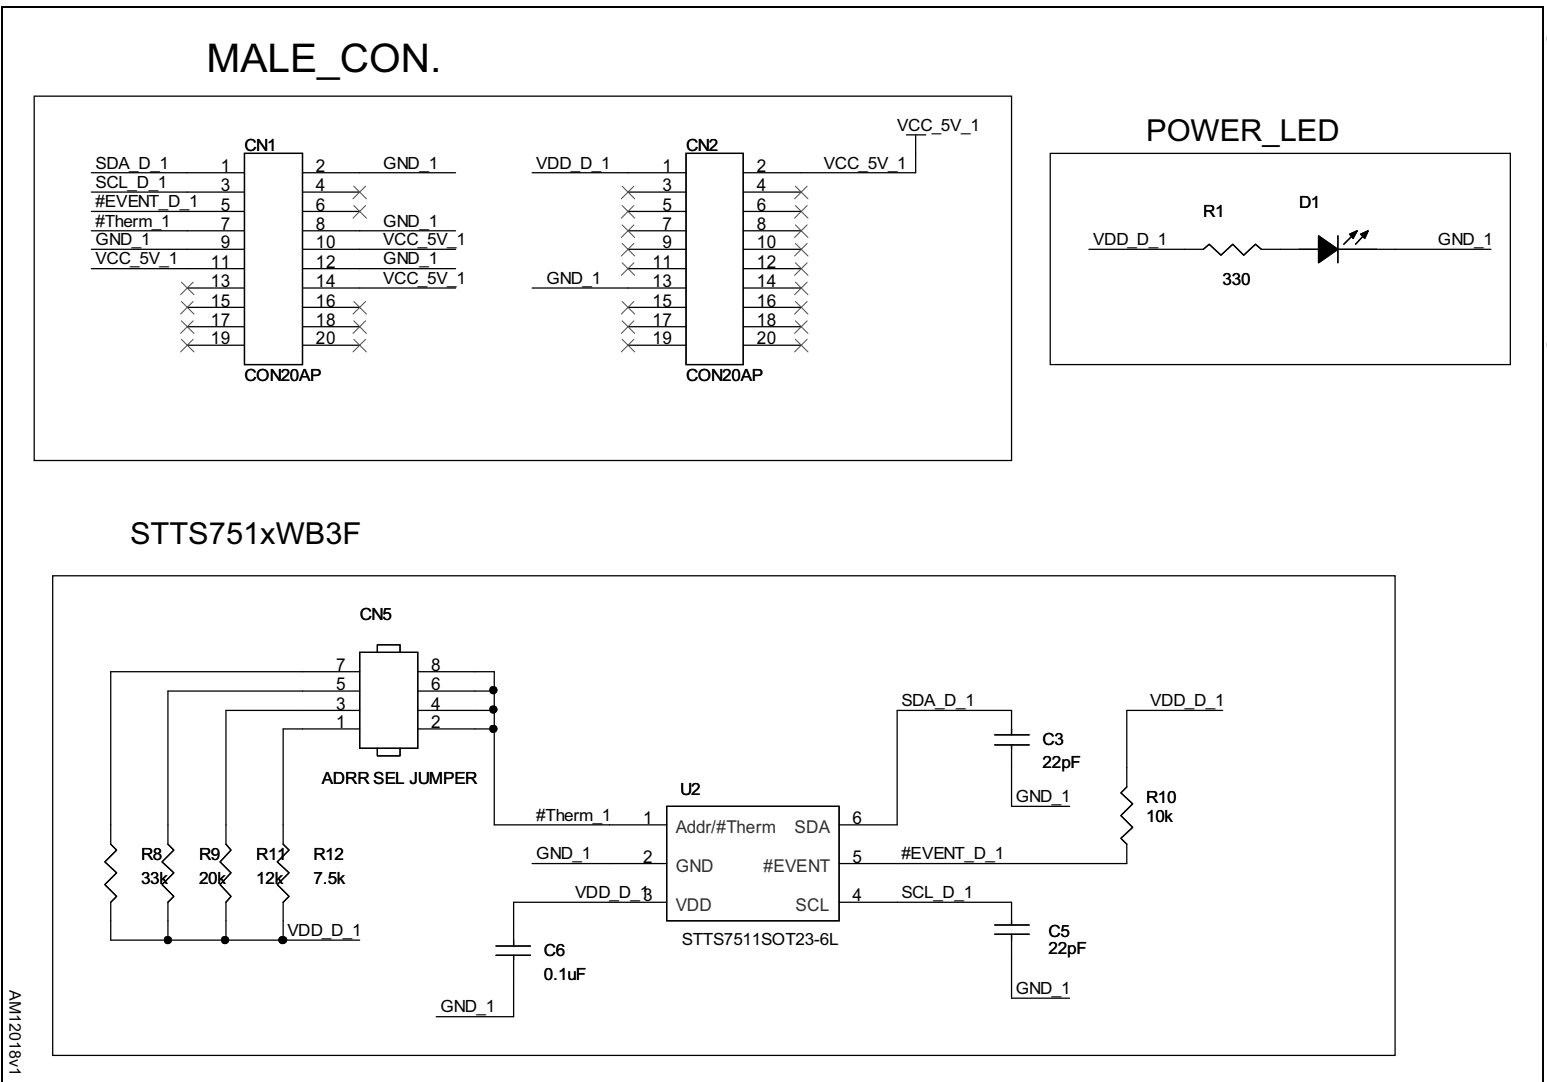 MALE_CON.
POWER_LED
CN1
SDA_D_1 1 2 GND_1
SCL_D_1 3 4
#EVENT_D_1 5 6
#Therm_1 7 8 GND_1
GND_1 9 10 VCC_5V_1
VCC_5V_1 11 12 GND_1
13 14 VCC_5V_1
15 16
17 18
19 20
CON20AP
VCC_5V_1
CN2
VDD_D_1 1 2 VCC_5V_1
3 4
5 6
7 8
9 10
11 12
GND_1 13 14
15 16
17 18
19 20
CON20AP
R1 D1
VDD_D_1 GND_1
330
STTS751xWB3F
CN5
7 8
5 6
3 4
1 2
ADRR SEL JUMPER
R8 R9 R11 R12
33k 20k 12k 7.5k
VDD_D_1
U2
#Therm_1 1 Addr/#Therm SDA 6
GND_1 2 GND #EVENT 5 #EVENT_D_1
VDD_D_1 3 VDD SCL 4 SCL_D_1
STTS7511SOT23-6L
C6
0.1uF
GND_1
SDA_D_1
C3
22pF
GND_1
VDD_D_1
R10
10k
C5
22pF
GND_1
AM12018v1